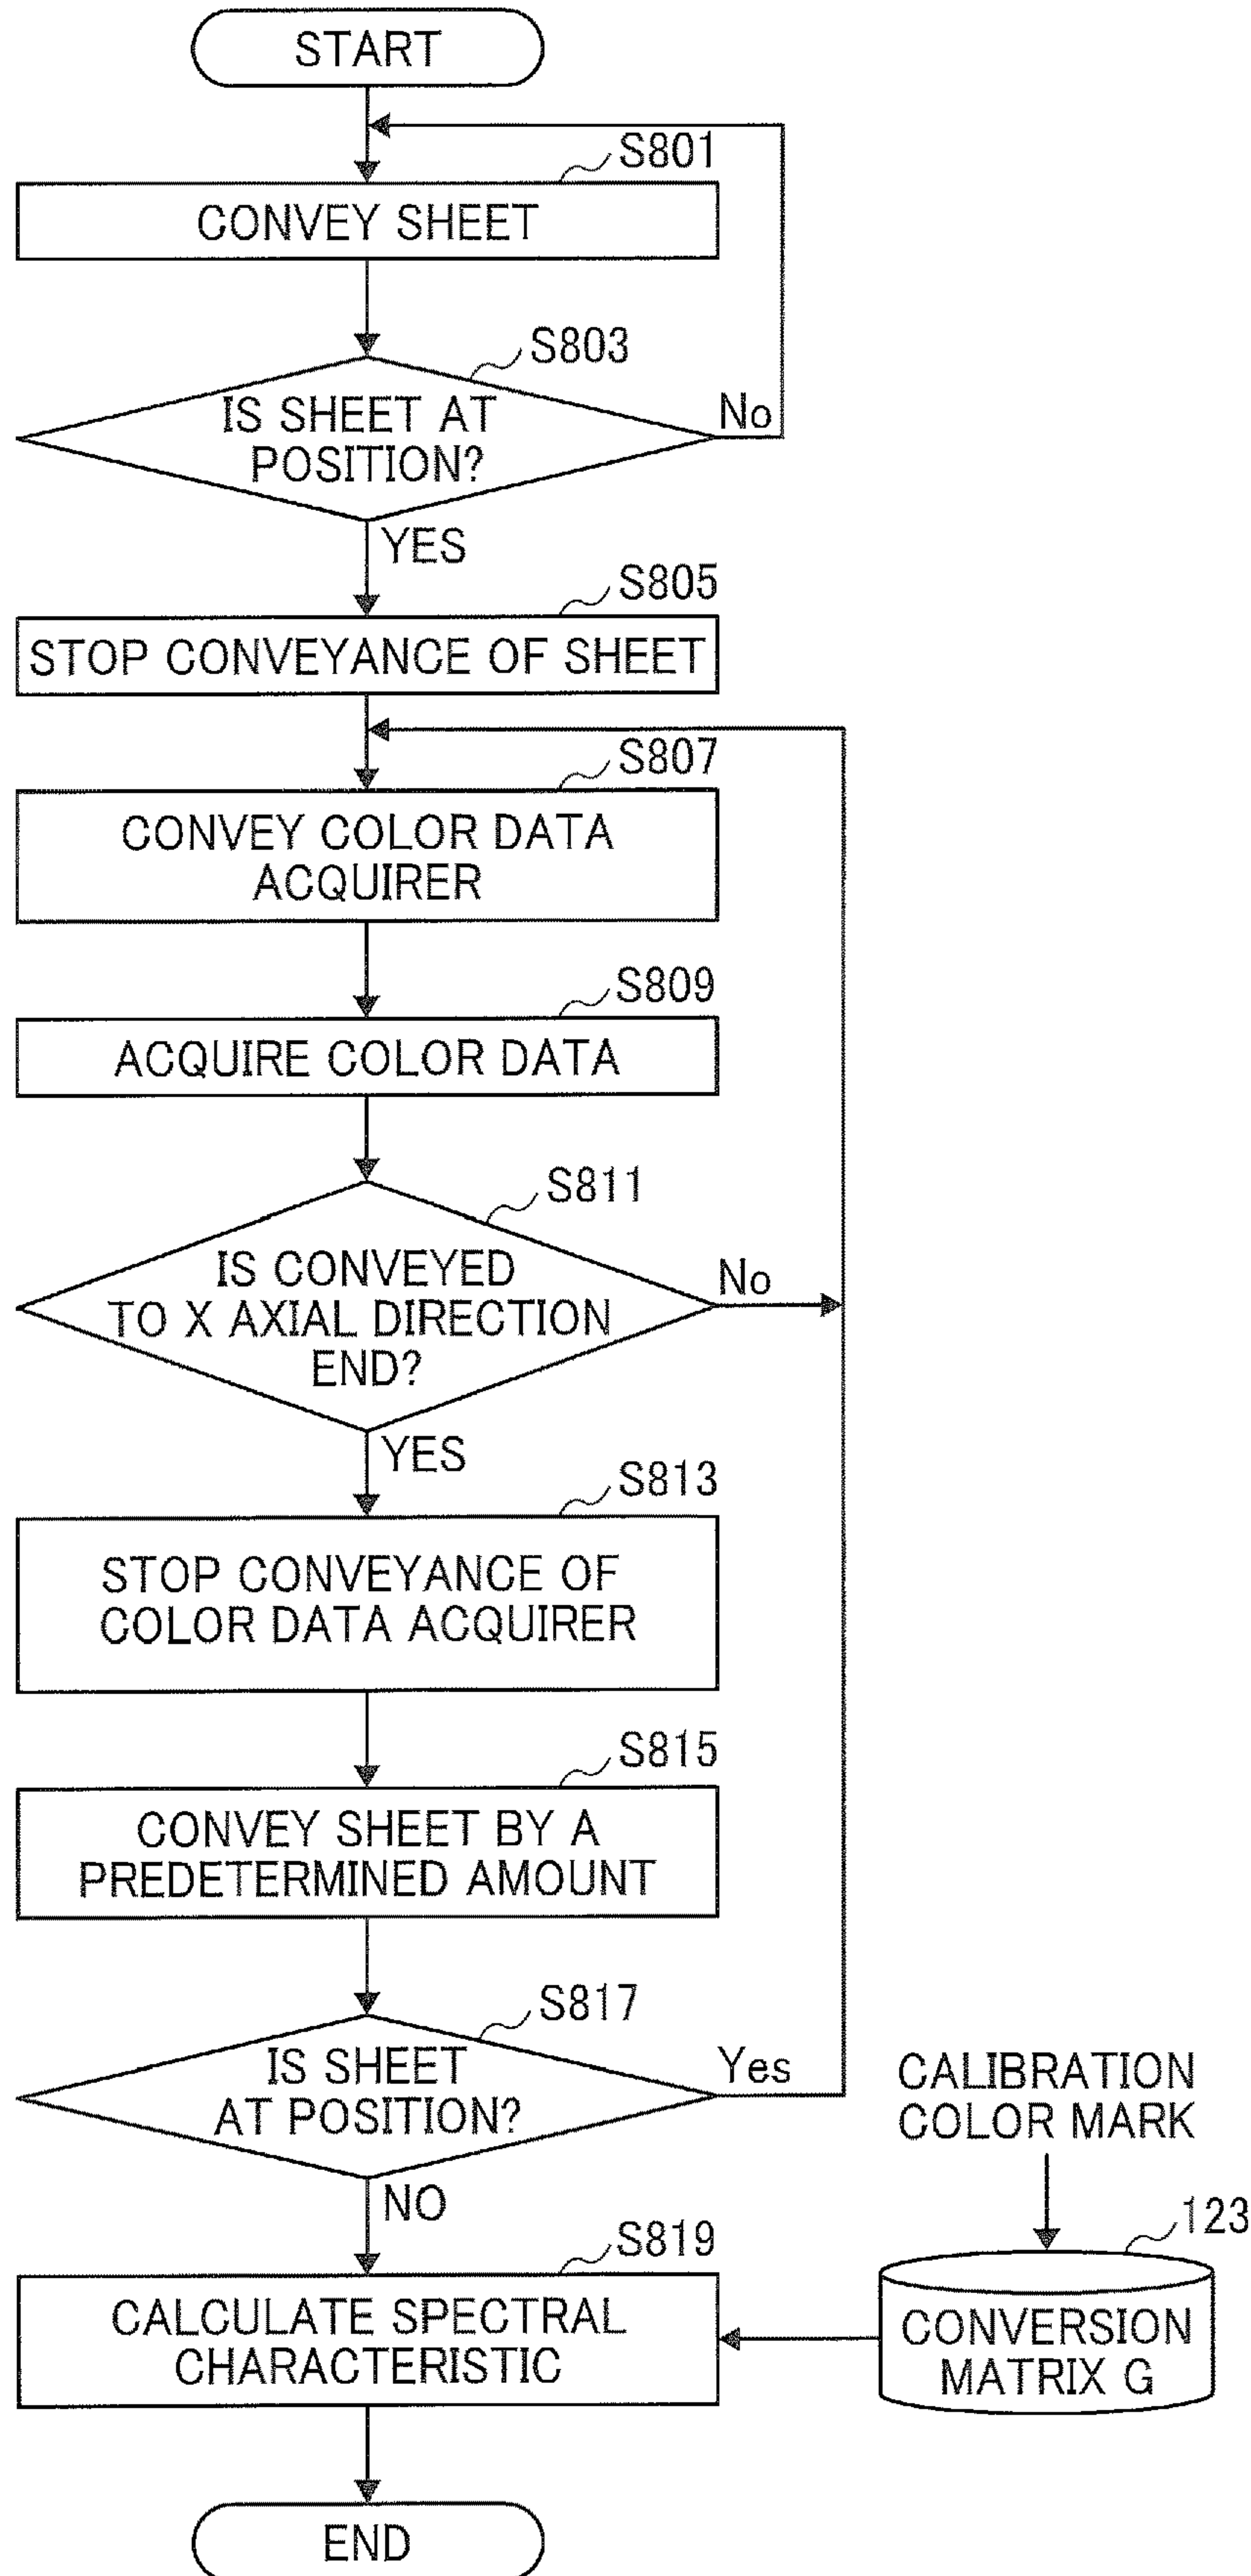 START
S801
CONVEY SHEET
S803
IS SHEET AT
POSITION?
No
YES
S805
STOP CONVEYANCE OF SHEET
S807
CONVEY COLOR DATA
ACQUIRER
S809
ACQUIRE COLOR DATA
S811
IS CONVEYED
TO X AXIAL DIRECTION
END?
No
YES
S813
STOP CONVEYANCE OF
COLOR DATA ACQUIRER
S815
CONVEY SHEET BY A
PREDETERMINED AMOUNT
S817
IS SHEET
AT POSITION?
Yes
NO
CALIBRATION
COLOR MARK
123
CONVERSION
MATRIX G
S819
CALCULATE SPECTRAL
CHARACTERISTIC
END